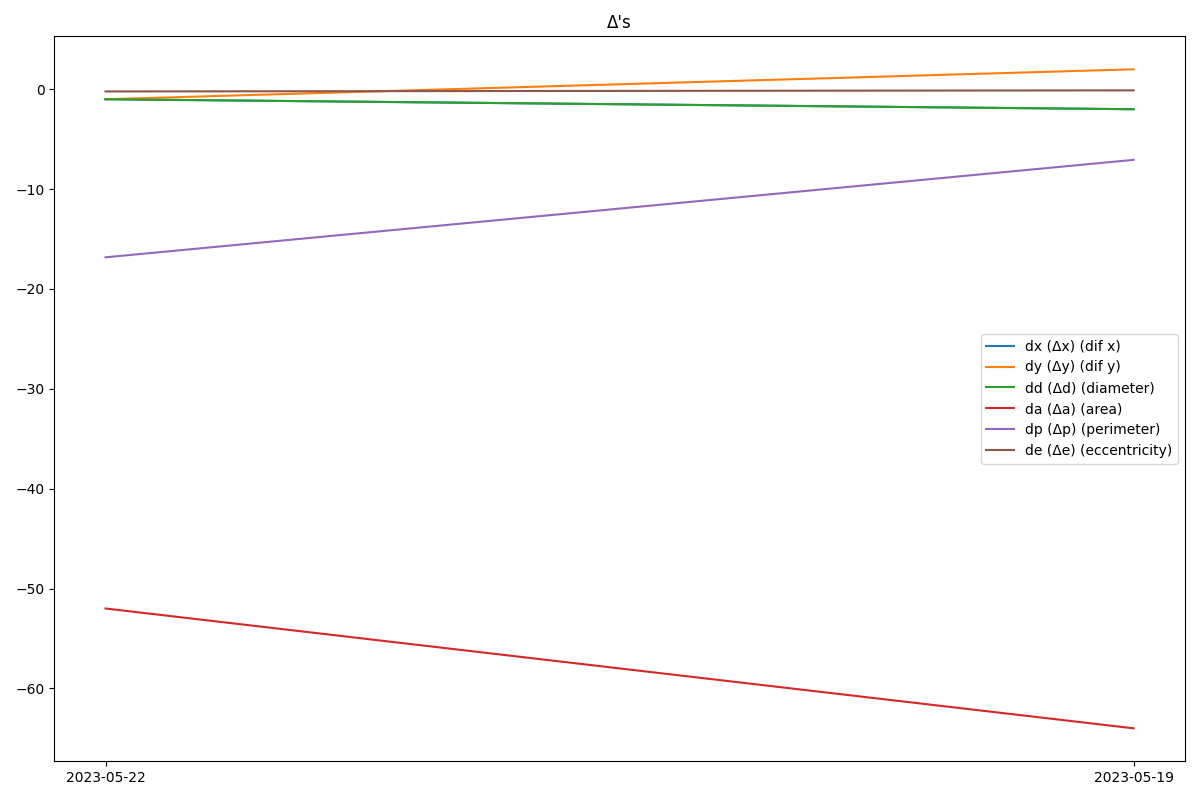 Δ's
0
−10
−20
−30
−40
−50
−60
dx (Δx) (dif x)
dy (Δy) (dif y)
dd (Δd) (diameter)
da (Δa) (area)
dp (Δp) (perimeter)
de (Δe) (eccentricity)
2023-05-22
2023-05-19